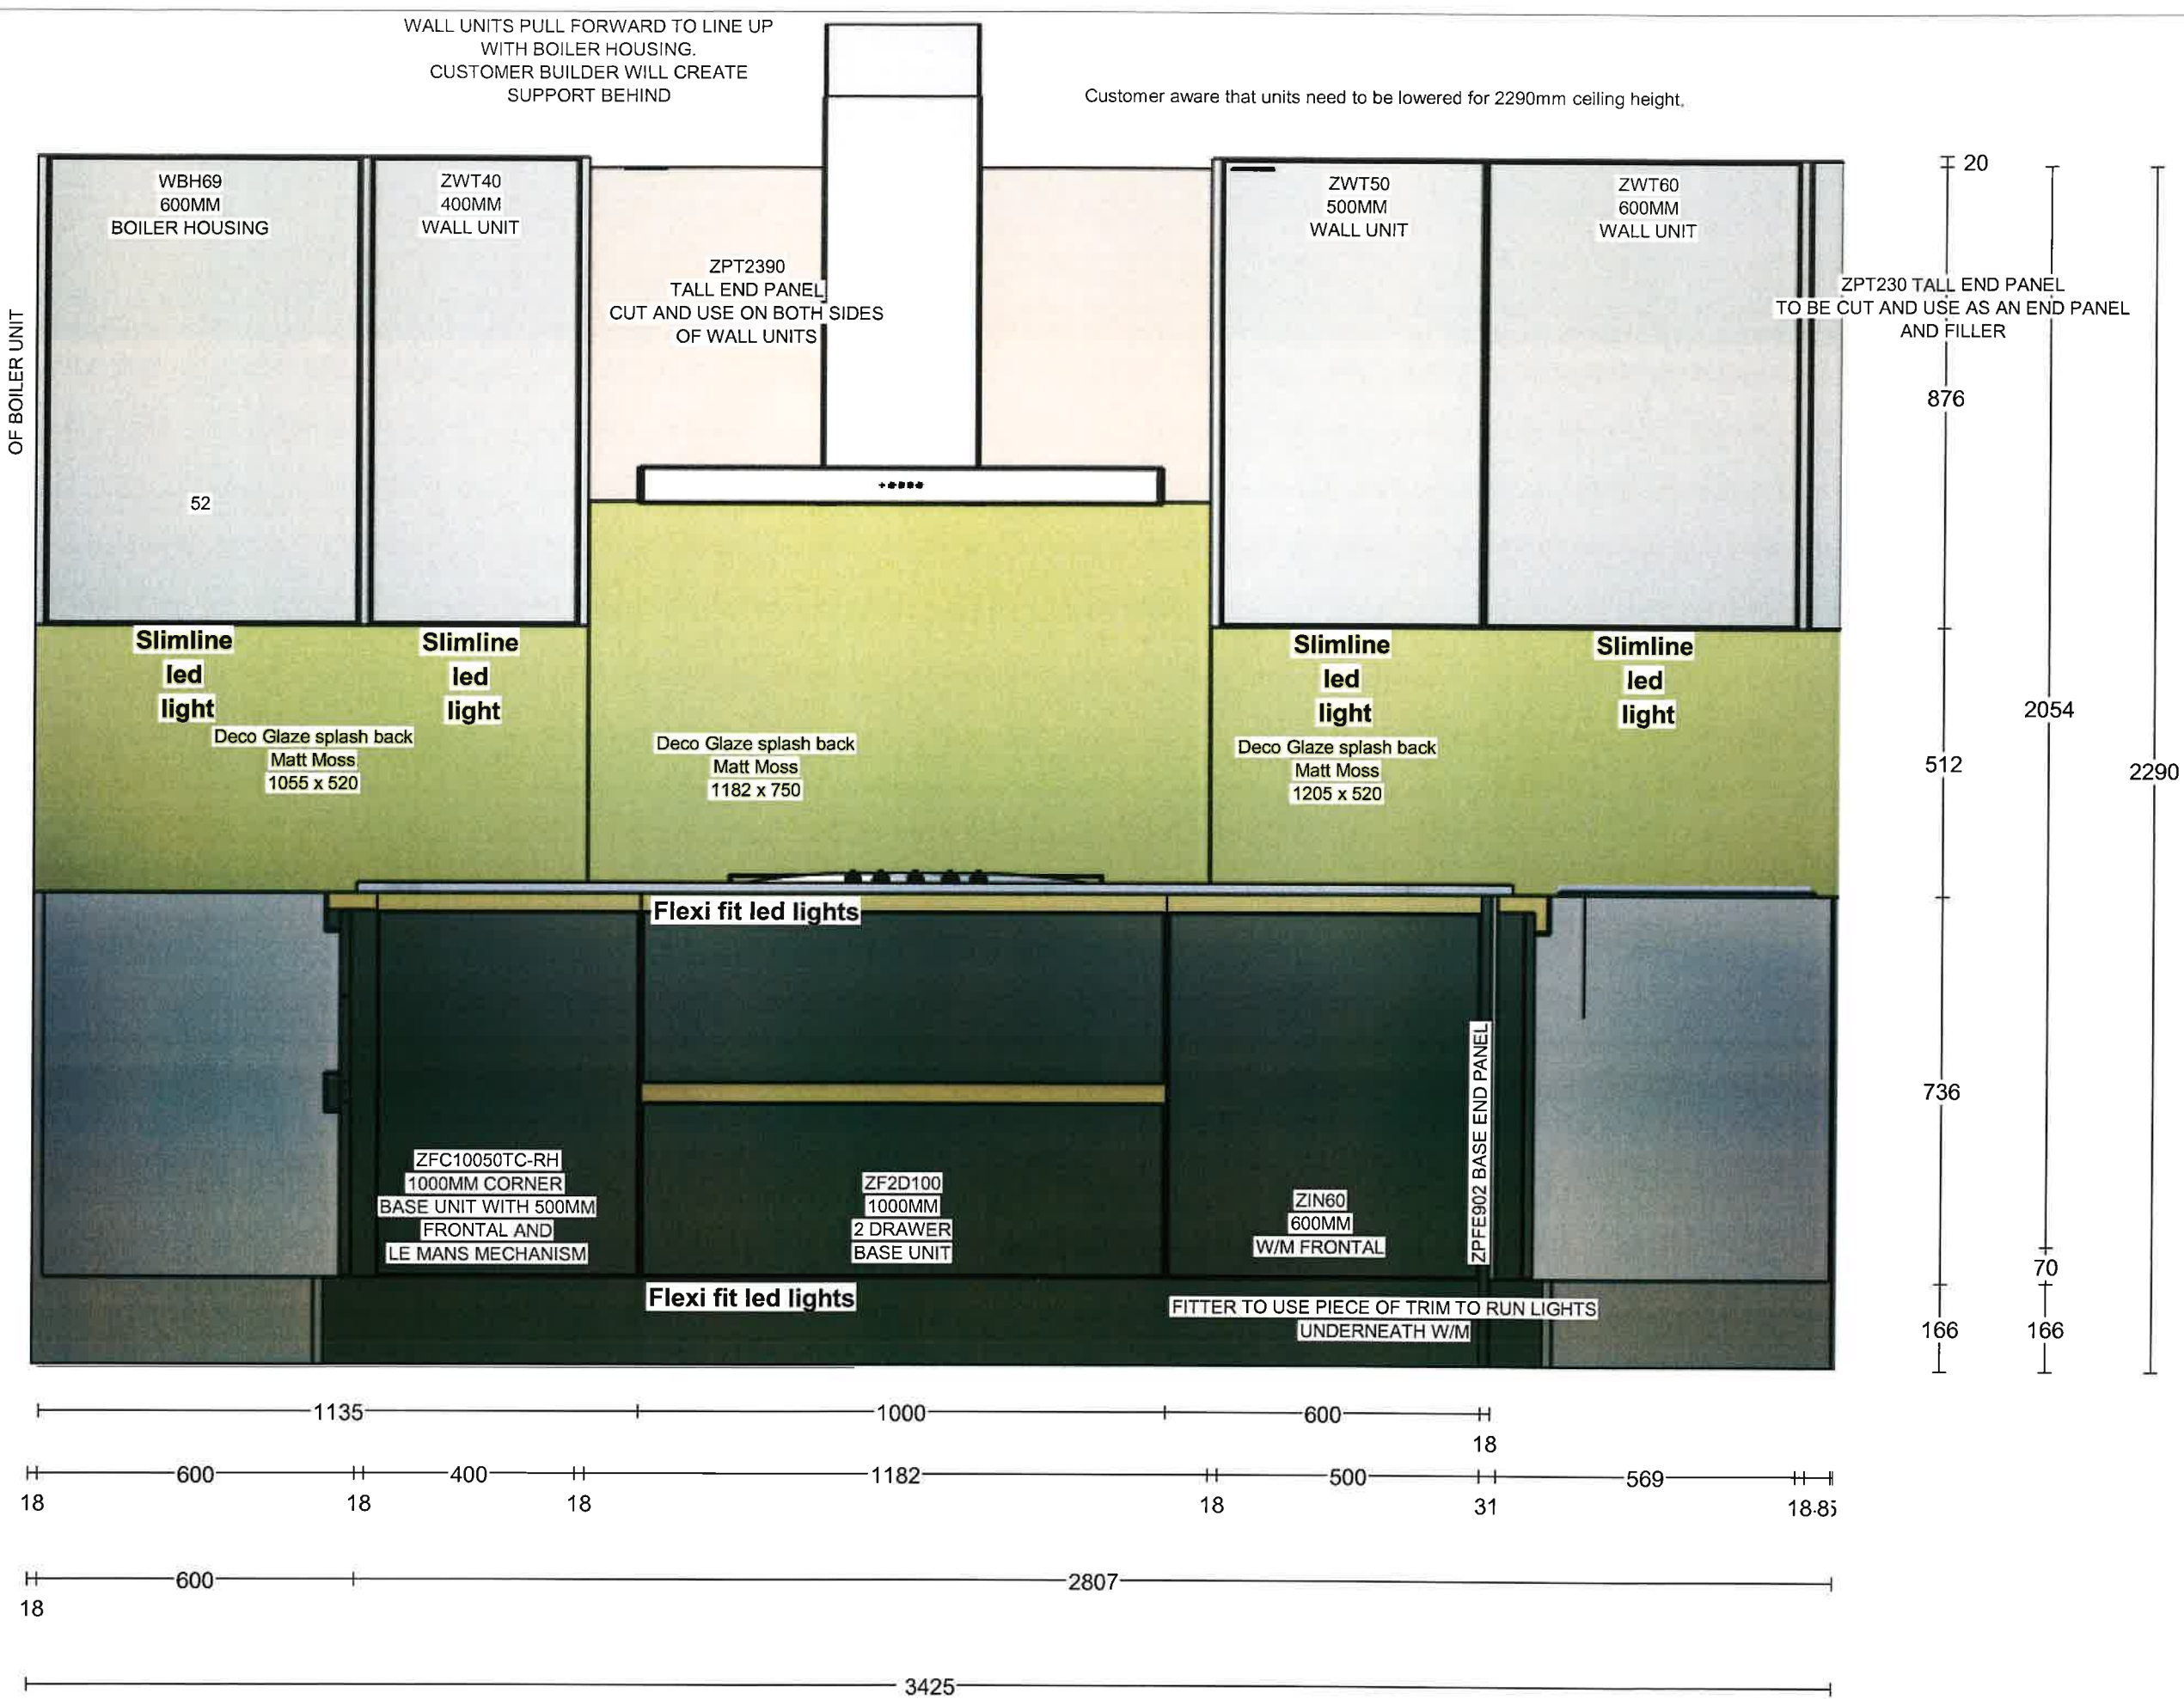 WALL UNITS PULL FORWARD TO LINE UP
WITH BOILER HOUSING.
CUSTOMER BUILDER WILL CREATE
SUPPORT BEHIND
Customer aware that units need to be lowered for 2290mm ceiling height.
OF BOILER UNIT
WBH69
600MM
BOILER HOUSING
52
ZWT40
400MM
WALL UNIT
ZPT2390
TALL END PANEL
CUT AND USE ON BOTH SIDES
OF WALL UNITS
ZWT50
500MM
WALL UNIT
ZWT60
600MM
WALL UNIT
ZPT230 TALL END PANEL
TO BE CUT AND USE AS AN END PANEL
AND FILLER
Slimline
led
light
Slimline
led
light
Slimline
led
light
Slimline
led
light
Deco Glaze splash back
Matt Moss
1055 x 520
Deco Glaze splash back
Matt Moss
1182 x 750
Deco Glaze splash back
Matt Moss
1205 x 520
Flexi fit led lights
ZFC10050TC-RH
1000MM CORNER
BASE UNIT WITH 500MM
FRONTAL AND
LE MANS MECHANISM
ZF2D100
1000MM
2 DRAWER
BASE UNIT
ZIN60
600MM
W/M FRONTAL
ZPFE902 BASE END PANEL
Flexi fit led lights
FITTER TO USE PIECE OF TRIM TO RUN LIGHTS
UNDERNEATH W/M
20
876
512
736
166
2054
70
166
2290
1135 1000 600
18
600 400 1182 500 569
18 18 18 18 31 18 85
600 2807
18
3425